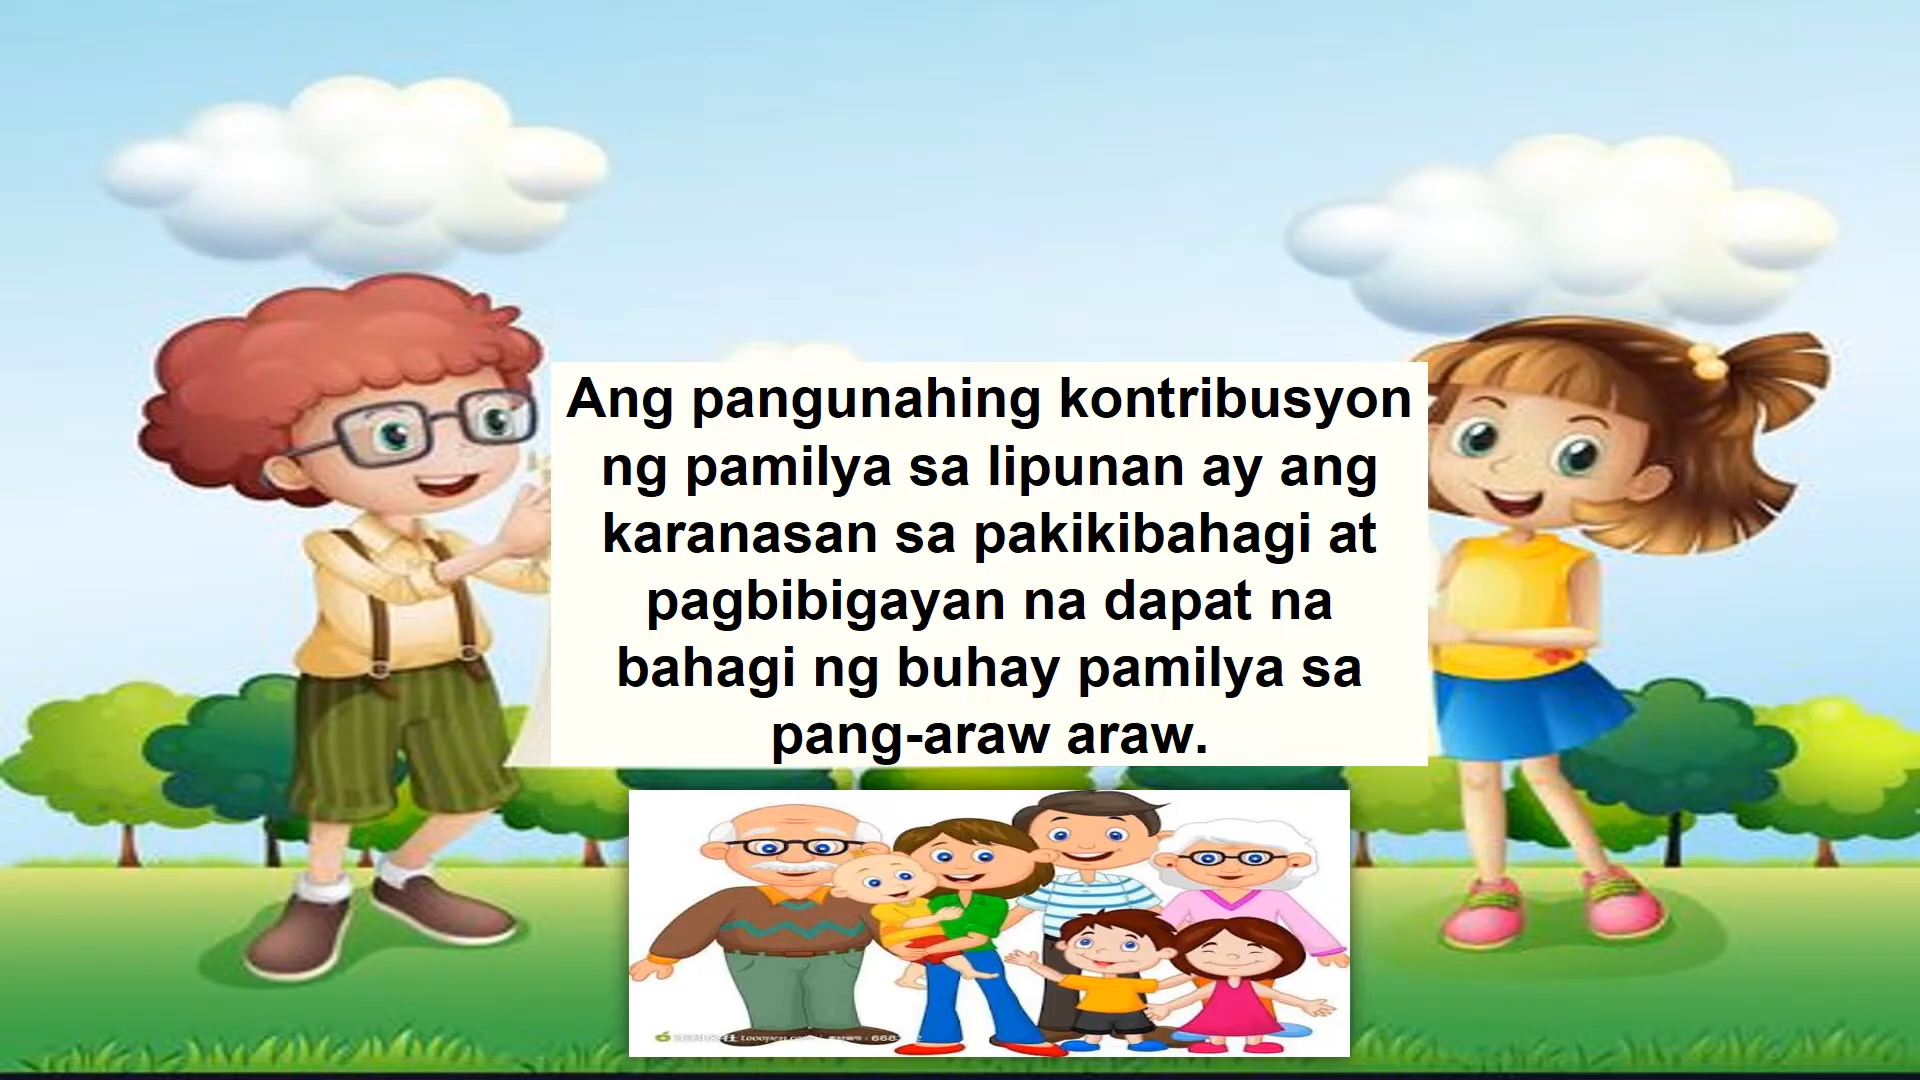 Ang pangunahing kontribusyon
ng pamilya sa lipunan ay ang
karanasan sa pakikibahagi at
pagbibigayan na dapat na
bahagi ng buhay pamilya sa
pang-araw araw.